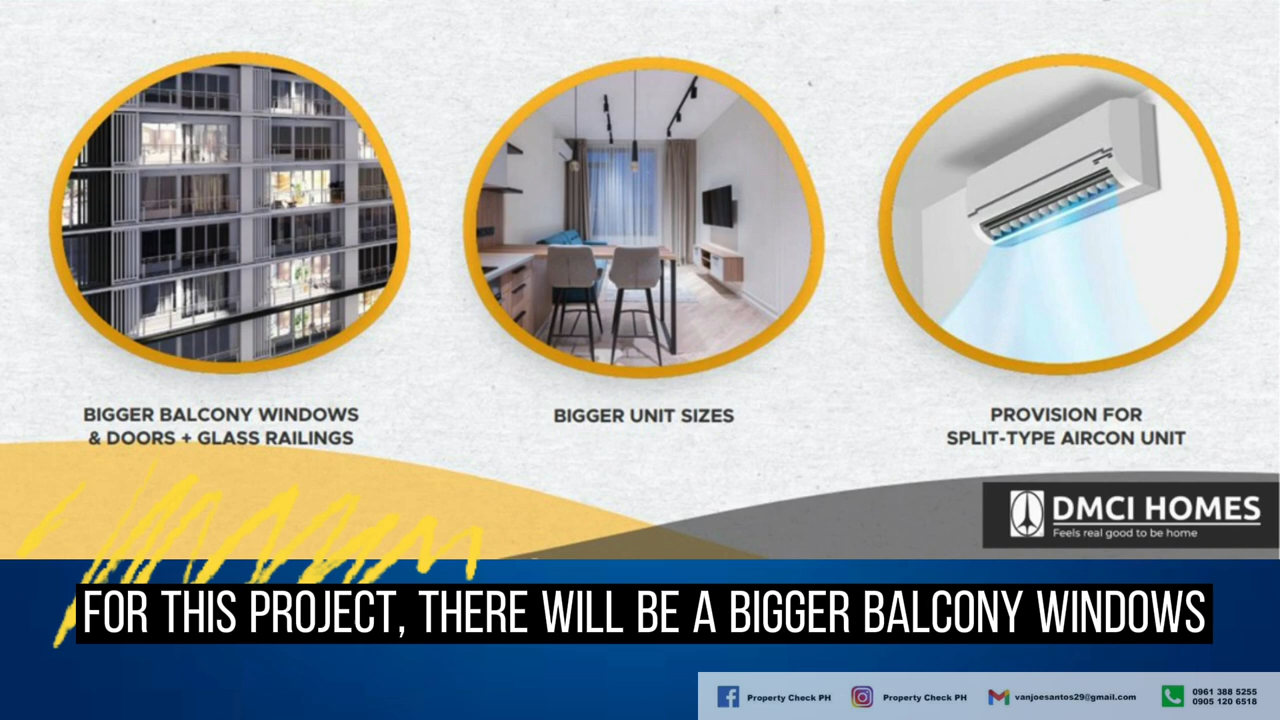 BIGGER BALCONY WINDOWS
& DOORS + GLASS RAILINGS
BIGGER UNIT SIZES
PROVISION FOR
SPLIT-TYPE AIRCON UNIT
DMCI HOMES
Feels real good to be home
FOR THIS PROJECT, THERE WILL BE A BIGGER BALCONY WINDOWS
Property Check PH
Property Check PH
vanjoesantos29@gmail.com
0961 388 5255
0905 120 6518